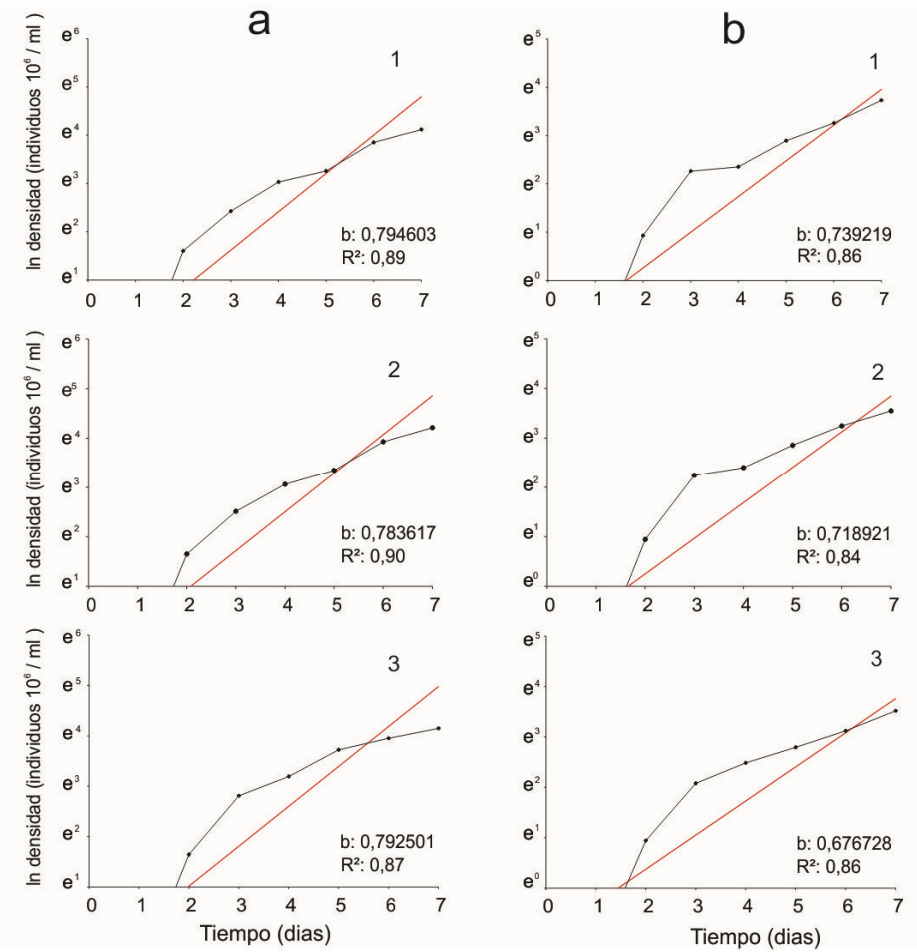 a
b
ln densidad (individuos 10⁶ / ml )
e⁶
e⁵
e⁴
e³
e²
e¹
1
b: 0,794603
R²: 0,89
0 1 2 3 4 5 6 7
e⁵
e⁴
e³
e²
e¹
e⁰
1
b: 0,739219
R²: 0,86
0 1 2 3 4 5 6 7
ln densidad (individuos 10⁶ / ml )
e⁶
e⁵
e⁴
e³
e²
e¹
2
b: 0,783617
R²: 0,90
0 1 2 3 4 5 6 7
e⁵
e⁴
e³
e²
e¹
e⁰
2
b: 0,718921
R²: 0,84
0 1 2 3 4 5 6 7
ln densidad (individuos 10⁶ / ml )
e⁶
e⁵
e⁴
e³
e²
e¹
3
b: 0,792501
R²: 0,87
0 1 2 3 4 5 6 7
Tiempo (dias)
e⁵
e⁴
e³
e²
e¹
e⁰
3
b: 0,676728
R²: 0,86
0 1 2 3 4 5 6 7
Tiempo (dias)